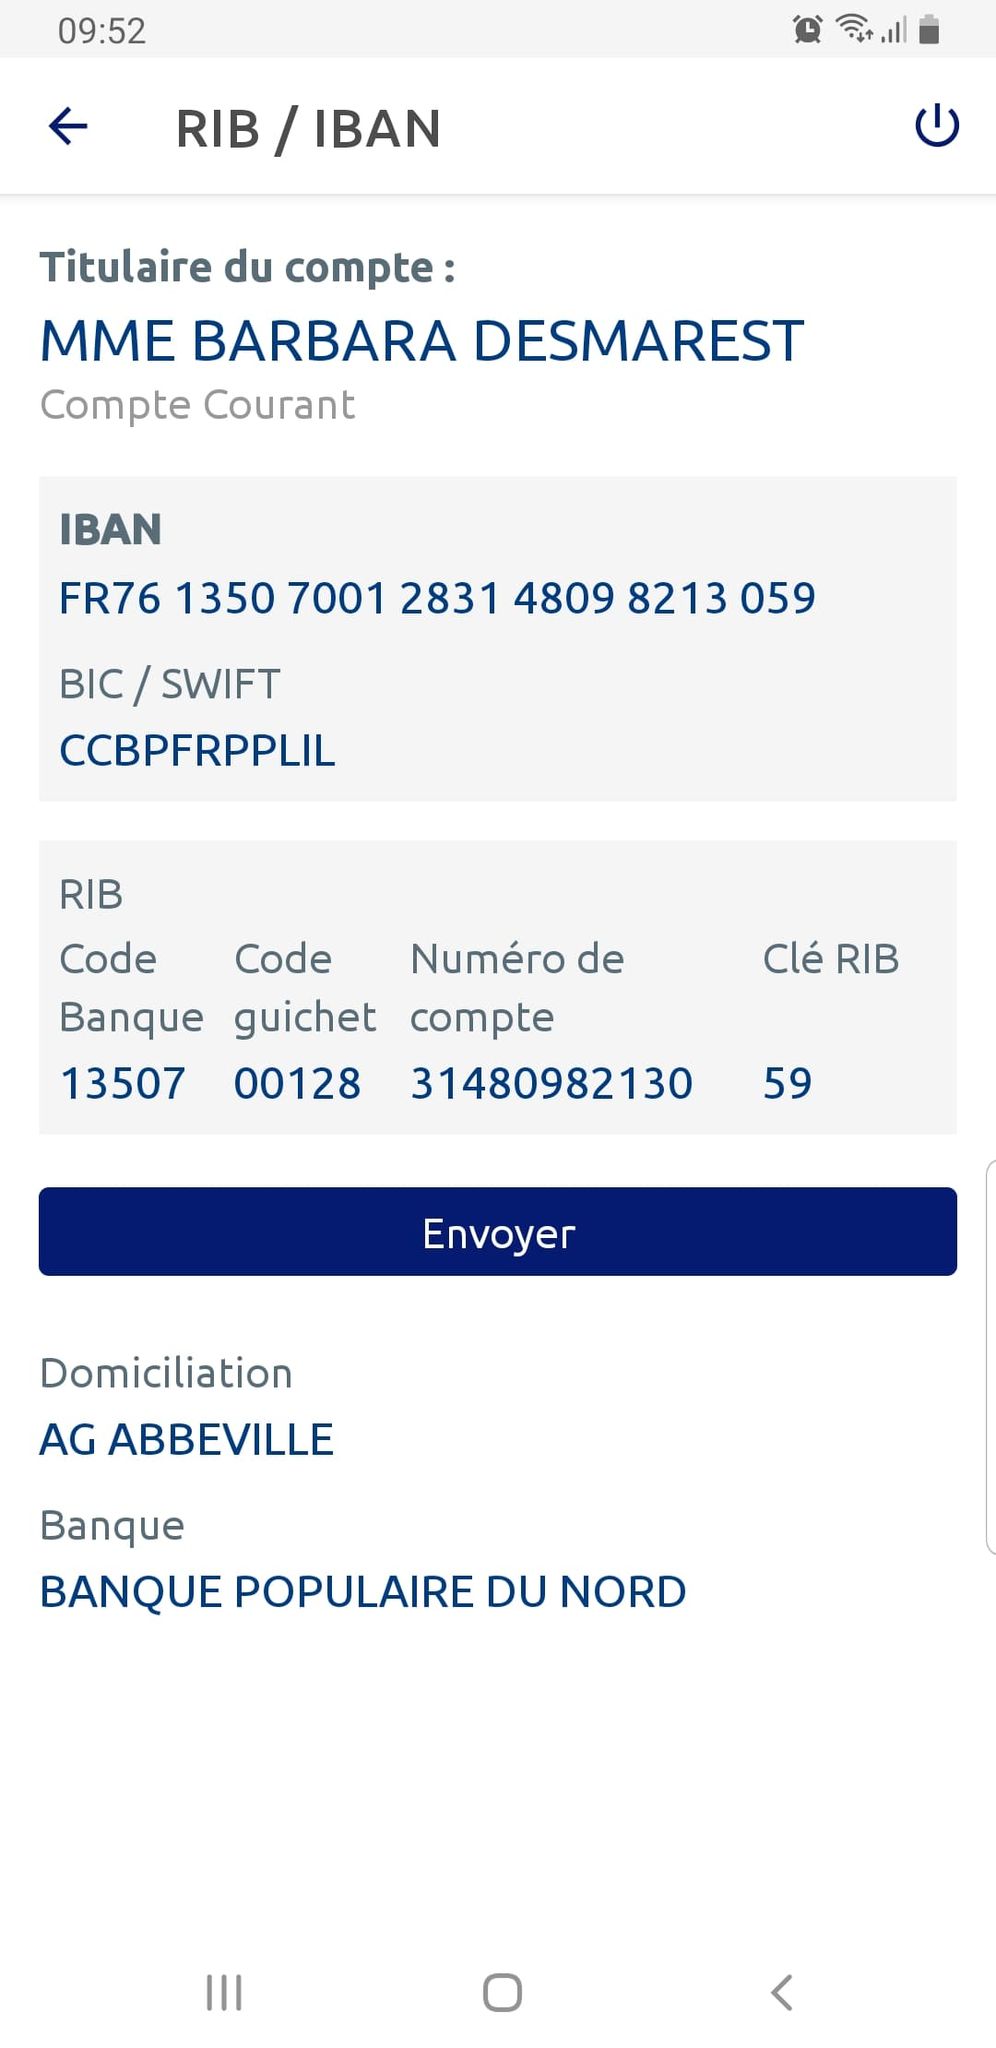 09:52
RIB / IBAN
Titulaire du compte :
MME BARBARA DESMAREST
Compte Courant
IBAN
FR76 1350 7001 2831 4809 8213 059
BIC / SWIFT
CCBPFRPPLIL
RIB
Code Banque
Code guichet
Numéro de compte
Clé RIB
13507 00128 31480982130 59
Envoyer
Domiciliation
AG ABBEVILLE
Banque
BANQUE POPULAIRE DU NORD